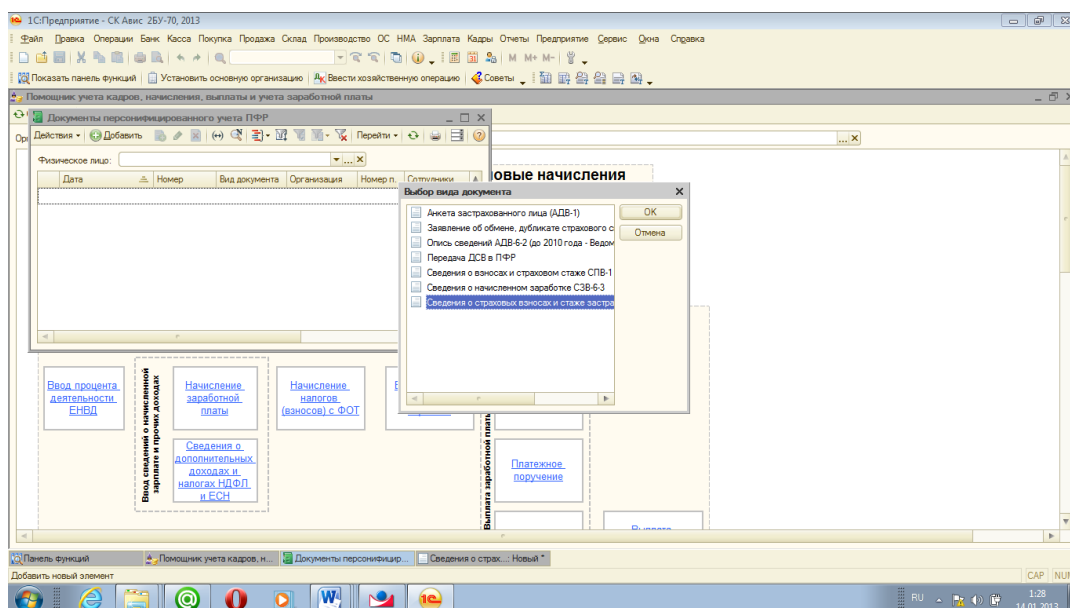 1С:Предприятие - СК Авис 2БУ-70, 2013
Файл Правка Операции Банк Касса Покупка Продажа Склад Производство ОС НМА Зарплата Кадры Отчеты Предприятие Сервис Окна Справка
M M+ M-
Показать панель функций Установить основную организацию Ввести хозяйственную операцию Советы
Помощник учета кадров, начисления, выплаты и учета заработной платы
Документы персонифицированного учета ПФР
Действия Добавить Перейти
Физическое лицо:
Дата Номер Вид документа Организация Номер п. Сотрудники
Выбор вида документа
Анкета застрахованного лица (АДВ-1)
Заявление об обмене, дубликате страхового с
Опись сведений АДВ-6-2 (до 2010 года - Ведом
Передача ДСВ в ПФР
Сведения о взносах и страховом стаже СПВ-1
Сведения о начисленном заработке СЗВ-6-3
Сведения о страховых взносах и стаже застра
OK
Отмена
овые начисления
Ввод процента деятельности ЕНВД
Ввод сведений о начисленной зарплате и прочих доходах
Начисление заработной платы
Начисление налогов (взносов) с ФОТ
Сведения о дополнительных доходах и налогах НДФЛ и ЕСН
Выплата заработной плат
Платежное поручение
Выплата
Панель функций Помощник учета кадров, н... Документы персонифицир... Сведения о страх...: Новый *
Добавить новый элемент
CAP NUM
RU
1:28
14.01.2013